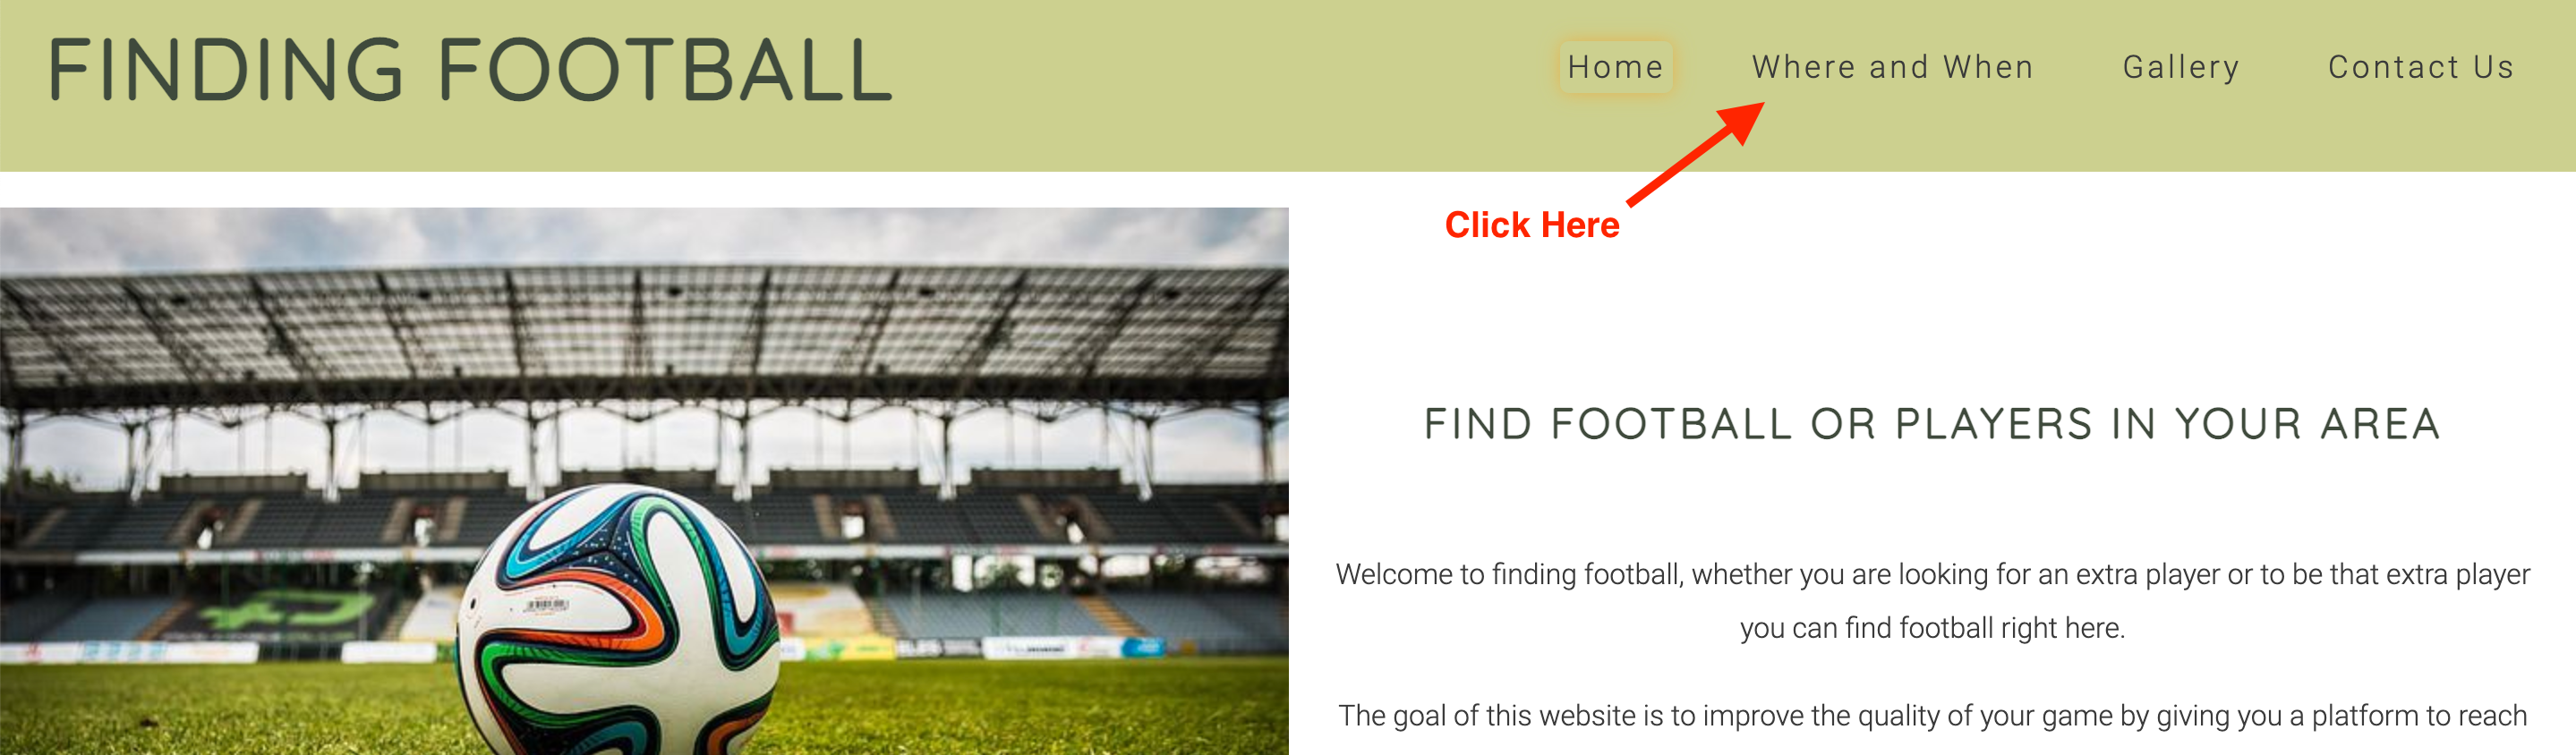 FINDING FOOTBALL
Home Where and When Gallery Contact Us
Click Here
FIND FOOTBALL OR PLAYERS IN YOUR AREA
Welcome to finding football, whether you are looking for an extra player or to be that extra player
you can find football right here.
The goal of this website is to improve the quality of your game by giving you a platform to reach